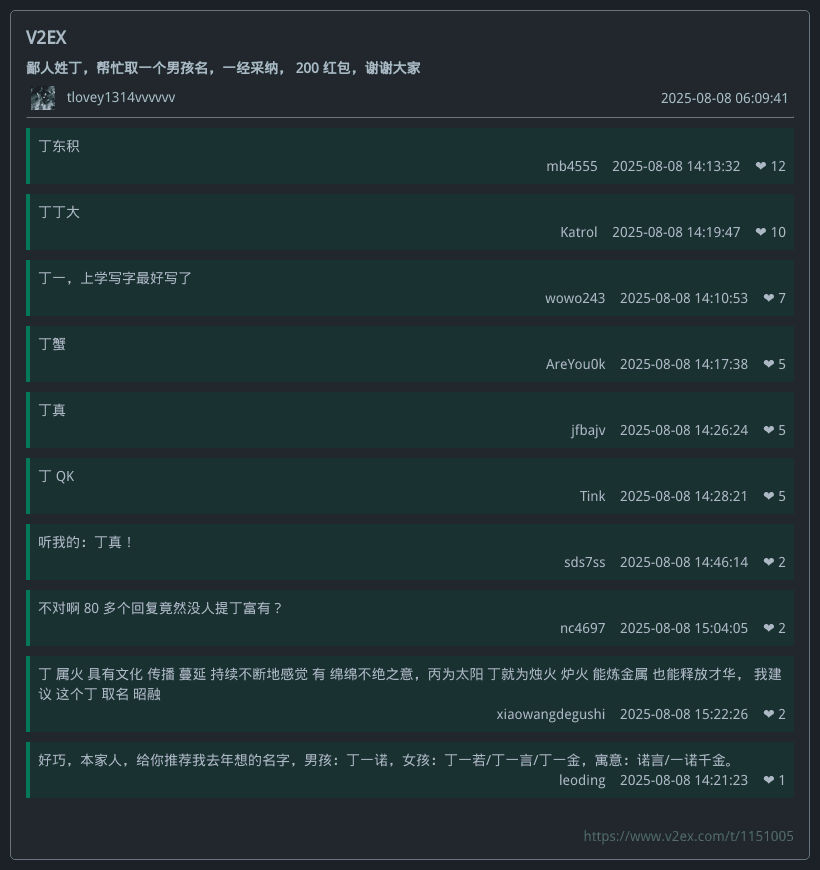 V2EX
鄙人姓丁，帮忙取一个男孩名，一经采纳， 200 红包，谢谢大家
tlovey1314vvvvvv 2025-08-08 06:09:41
丁东积
mb4555 2025-08-08 14:13:32 ❤ 12
丁丁大
Katrol 2025-08-08 14:19:47 ❤ 10
丁一，上学写字最好写了
wowo243 2025-08-08 14:10:53 ❤ 7
丁蟹
AreYou0k 2025-08-08 14:17:38 ❤ 5
丁真
jfbajv 2025-08-08 14:26:24 ❤ 5
丁 QK
Tink 2025-08-08 14:28:21 ❤ 5
听我的：丁真！
sds7ss 2025-08-08 14:46:14 ❤ 2
不对啊 80 多个回复竟然没人提丁富有？
nc4697 2025-08-08 15:04:05 ❤ 2
丁 属火 具有文化 传播 蔓延 持续不断地感觉 有 绵绵不绝之意，丙为太阳 丁就为烛火 炉火 能炼金属 也能释放才华， 我建
议 这个丁 取名 昭融
xiaowangdegushi 2025-08-08 15:22:26 ❤ 2
好巧，本家人，给你推荐我去年想的名字，男孩：丁一诺，女孩：丁一若/丁一言/丁一金，寓意：诺言/一诺千金。
leoding 2025-08-08 14:21:23 ❤ 1
https://www.v2ex.com/t/1151005